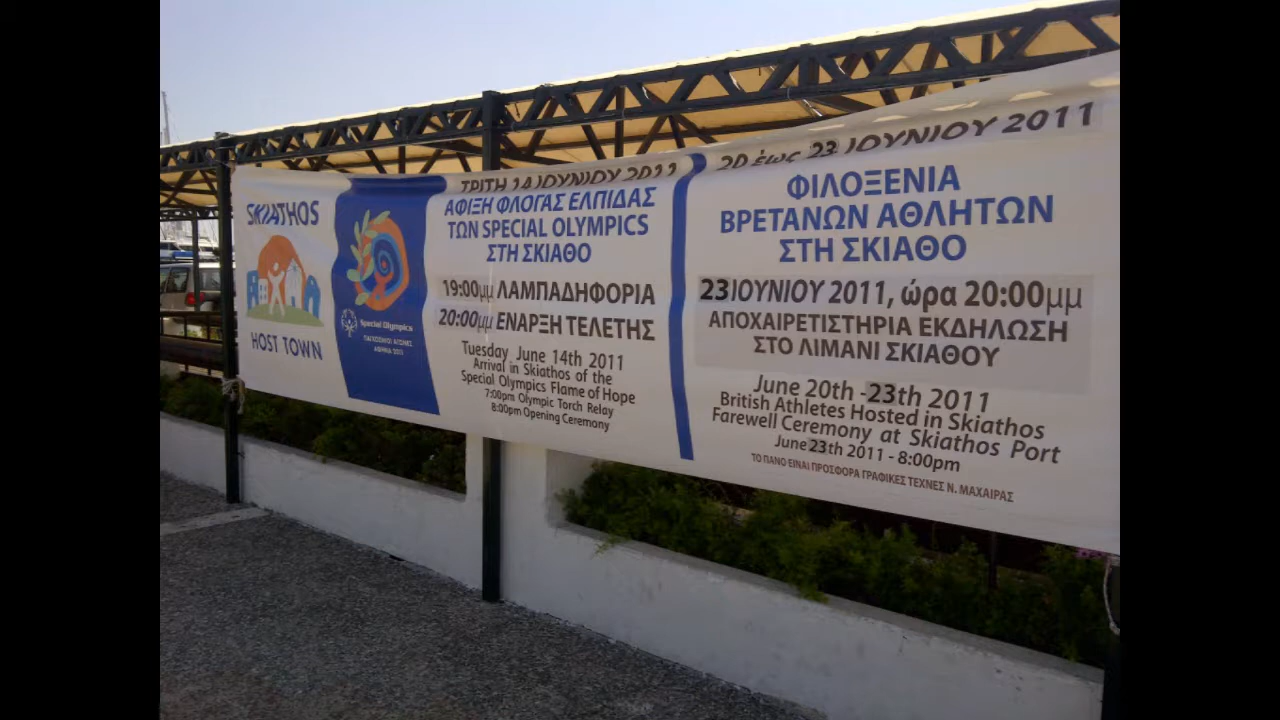 SKIATHOS
HOST TOWN
Special Olympics
ΠΑΓΚΟΣΜΙΟΙ ΑΓΩΝΕΣ
ΑΘΗΝΑ 2011
ΤΡΙΤΗ 14 ΙΟΥΝΙΟΥ 2011
ΑΦΙΞΗ ΦΛΟΓΑΣ ΕΛΠΙΔΑΣ
ΤΩΝ SPECIAL OLYMPICS
ΣΤΗ ΣΚΙΑΘΟ
19:00μμ ΛΑΜΠΑΔΗΦΟΡΙΑ
20:00μμ ΕΝΑΡΞΗ ΤΕΛΕΤΗΣ
Tuesday June 14th 2011
Arrival in Skiathos of the
Special Olympics Flame of Hope
7:00pm Olympic Torch Relay
8:00pm Opening Ceremony
20 έως 23 ΙΟΥΝΙΟΥ 2011
ΦΙΛΟΞΕΝΙΑ
ΒΡΕΤΑΝΩΝ ΑΘΛΗΤΩΝ
ΣΤΗ ΣΚΙΑΘΟ
23 ΙΟΥΝΙΟΥ 2011, ώρα 20:00μμ
ΑΠΟΧΑΙΡΕΤΙΣΤΗΡΙΑ ΕΚΔΗΛΩΣΗ
ΣΤΟ ΛΙΜΑΝΙ ΣΚΙΑΘΟΥ
June 20th -23th 2011
British Athletes Hosted in Skiathos
Farewell Ceremony at Skiathos Port
June 23th 2011 - 8:00pm
ΤΟ ΠΑΝΟ ΕΙΝΑΙ ΠΡΟΣΦΟΡΑ ΓΡΑΦΙΚΕΣ ΤΕΧΝΕΣ Ν. ΜΑΧΑΙΡΑΣ